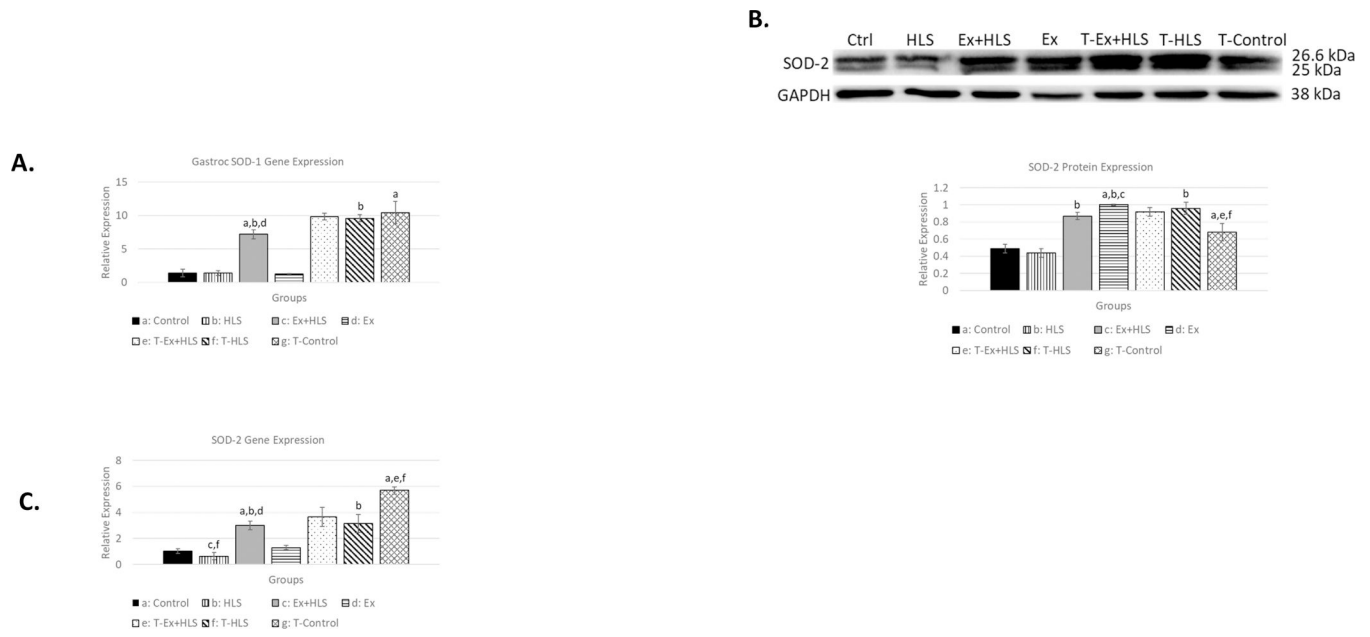 B.
Ctrl HLS Ex+HLS Ex T-Ex+HLS T-HLS T-Control
SOD-2 26.6 kDa
25 kDa
GAPDH 38 kDa
A.
Gastroc SOD-1 Gene Expression
Relative Expression
15
10
5
0
a,b,d
b
a
Groups
a: Control b: HLS c: Ex+HLS d: Ex
e: T-Ex+HLS f: T-HLS g: T-Control
SOD-2 Protein Expression
Relative Expression
1.2
1
0.8
0.6
0.4
0.2
0
b
a,b,c
b
a,e,f
Groups
a: Control b: HLS c: Ex+HLS d: Ex
e: T-Ex+HLS f: T-HLS g: T-Control
C.
SOD-2 Gene Expression
Relative Expression
8
6
4
2
0
c,f
a,b,d
b
a,e,f
Groups
a: Control b: HLS c: Ex+HLS d: Ex
e: T-Ex+HLS f: T-HLS g: T-Control